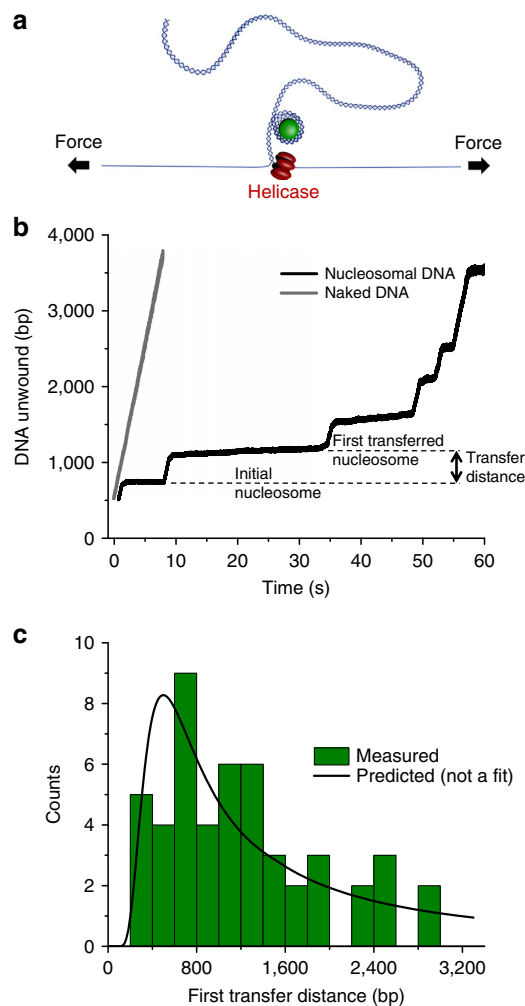 a
Force
Force
Helicase
b
4,000
3,000
2,000
1,000
0
DNA unwound (bp)
Nucleosomal DNA
Naked DNA
First transferred
nucleosome
Initial
nucleosome
Transfer
distance
0 10 20 30 40 50 60
Time (s)
c
10
8
6
4
2
0
Counts
Measured
Predicted (not a fit)
0 800 1,600 2,400 3,200
First transfer distance (bp)